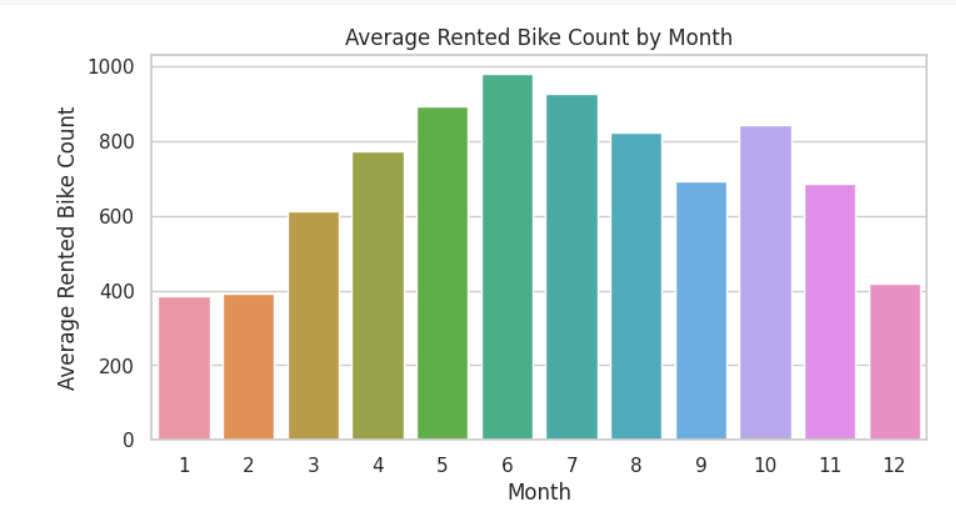 Average Rented Bike Count by Month
Average Rented Bike Count
1000
800
600
400
200
0
1 2 3 4 5 6 7 8 9 10 11 12
Month